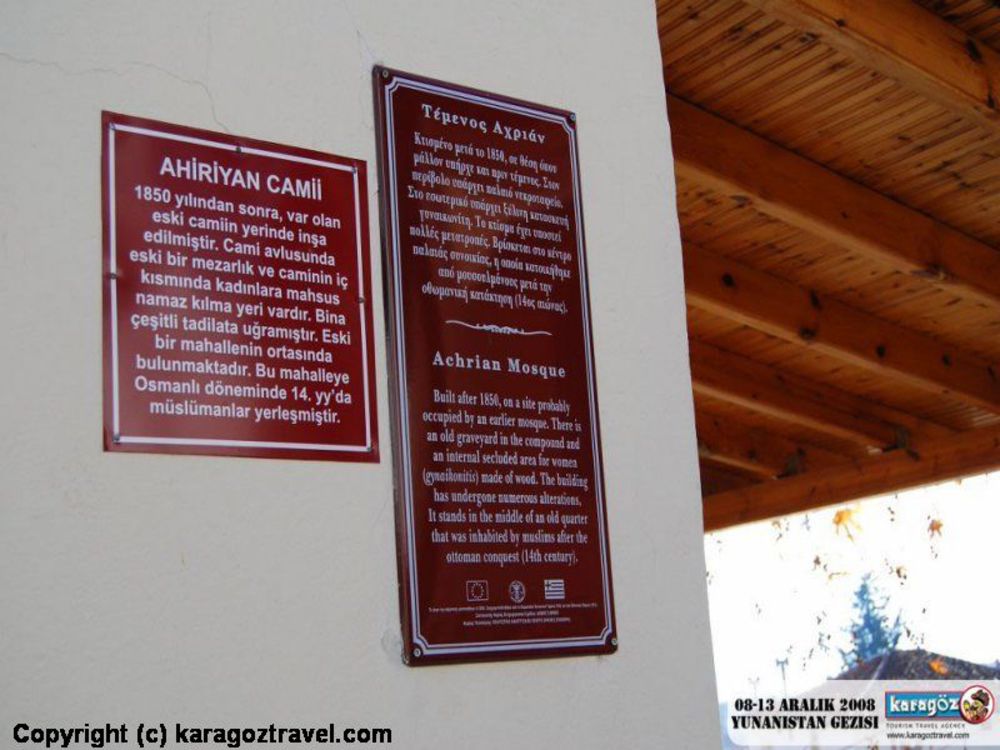 AHİRİYAN CAMİİ
1850 yılından sonra, var olan
eski camiin yerinde inşa
edilmiştir. Cami avlusunda
eski bir mezarlık ve caminin iç
kısmında kadınlara mahsus
namaz kılma yeri vardır. Bina
çeşitli tadilata uğramıştır. Eski
bir mahallenin ortasında
bulunmaktadır. Bu mahalleye
Osmanlı döneminde 14. yy'da
müslümanlar yerleşmiştir.
Τέμενος Αχριάν
Κτισμένο μετά το 1850, σε θέση όπου
μάλλον υπήρχε και πριν τέμενος. Στον
περίβολο υπάρχει παλαιό νεκροταφείο.
Στο εσωτερικό υπάρχει ξύλινη κατασκευή
γυναικωνίτη. Το κτίσμα έχει υποστεί
πολλές μετατροπές. Βρίσκεται στο κέντρο
παλαιάς συνοικίας, η οποία κατοικήθηκε
από μουσουλμάνους μετά την
οθωμανική κατάκτηση (14ος αιώνας).
Achrian Mosque
Built after 1850, on a site probably
occupied by an earlier mosque. There is
an old graveyard in the compound and
an internal secluded area for women
(gynaikonitis) made of wood. The building
has undergone numerous alterations.
It stands in the middle of an old quarter
that was inhabited by muslims after the
ottoman conquest (14th century).
08-13 ARALIK 2008
YUNANISTAN GEZISI
karagöz
TOURISM TRAVEL AGENCY
www.karagoztravel.com
Copyright (c) karagoztravel.com